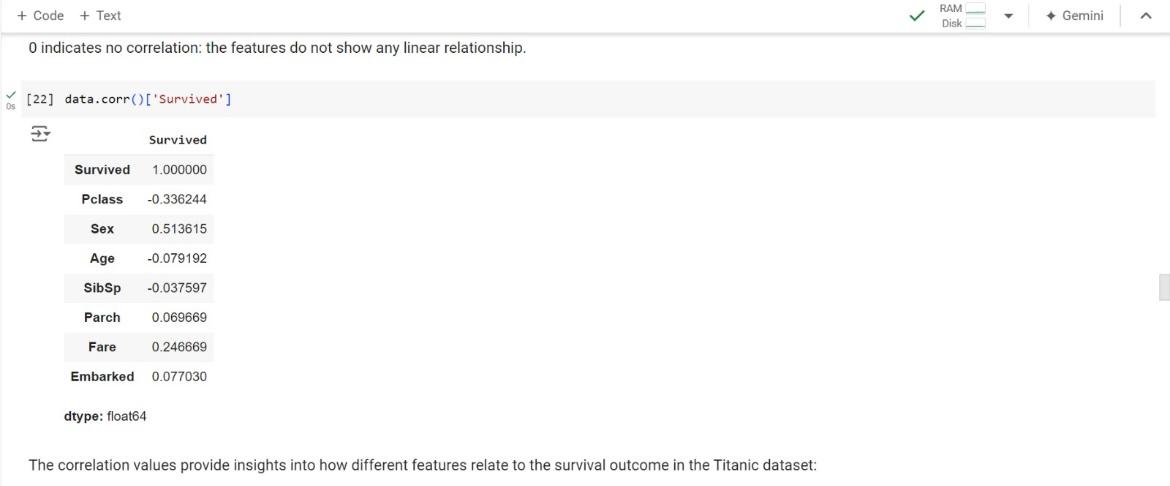 + Code + Text
RAM
Disk
Gemini
0 indicates no correlation: the features do not show any linear relationship.
0s
[22] data.corr()['Survived']
Survived
Survived 1.000000
Pclass -0.336244
Sex 0.513615
Age -0.079192
SibSp -0.037597
Parch 0.069669
Fare 0.246669
Embarked 0.077030
dtype: float64
The correlation values provide insights into how different features relate to the survival outcome in the Titanic dataset: